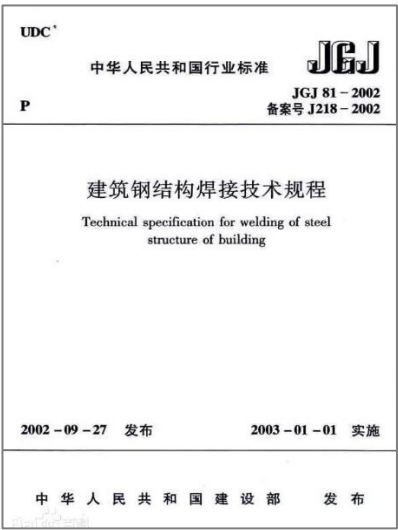 UDC
中华人民共和国行业标准
JGJ
JGJ 81－2002
P
备案号 J218－2002
建筑钢结构焊接技术规程
Technical specification for welding of steel
structure of building
2002－09－27 发布
2003－01－01 实施
中华人民共和国建设部 发布